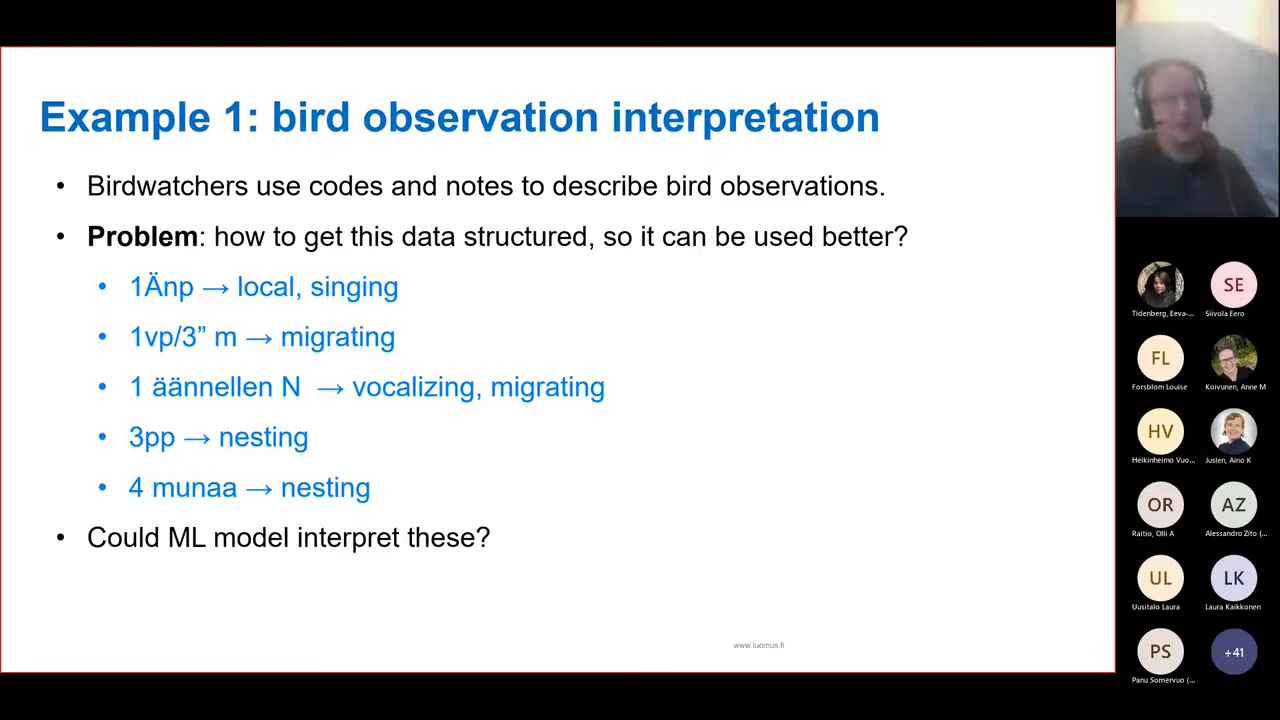 Example 1: bird observation interpretation
• Birdwatchers use codes and notes to describe bird observations.
• Problem: how to get this data structured, so it can be used better?
• 1Änp → local, singing
• 1vp/3” m → migrating
• 1 äännellen N → vocalizing, migrating
• 3pp → nesting
• 4 munaa → nesting
• Could ML model interpret these?
www.luomus.fi
Tidenberg, Eeva-...
SE
Siivola Eero
FL
Forsblom Louise
Koivunen, Anne M
HV
Heikinheimo Vuo...
Juslen, Aino K
OR
Raitio, Olli A
AZ
Alessandro Zito (...
UL
Uusitalo Laura
LK
Laura Kaikkonen
PS
Panu Somervuo (...
+41